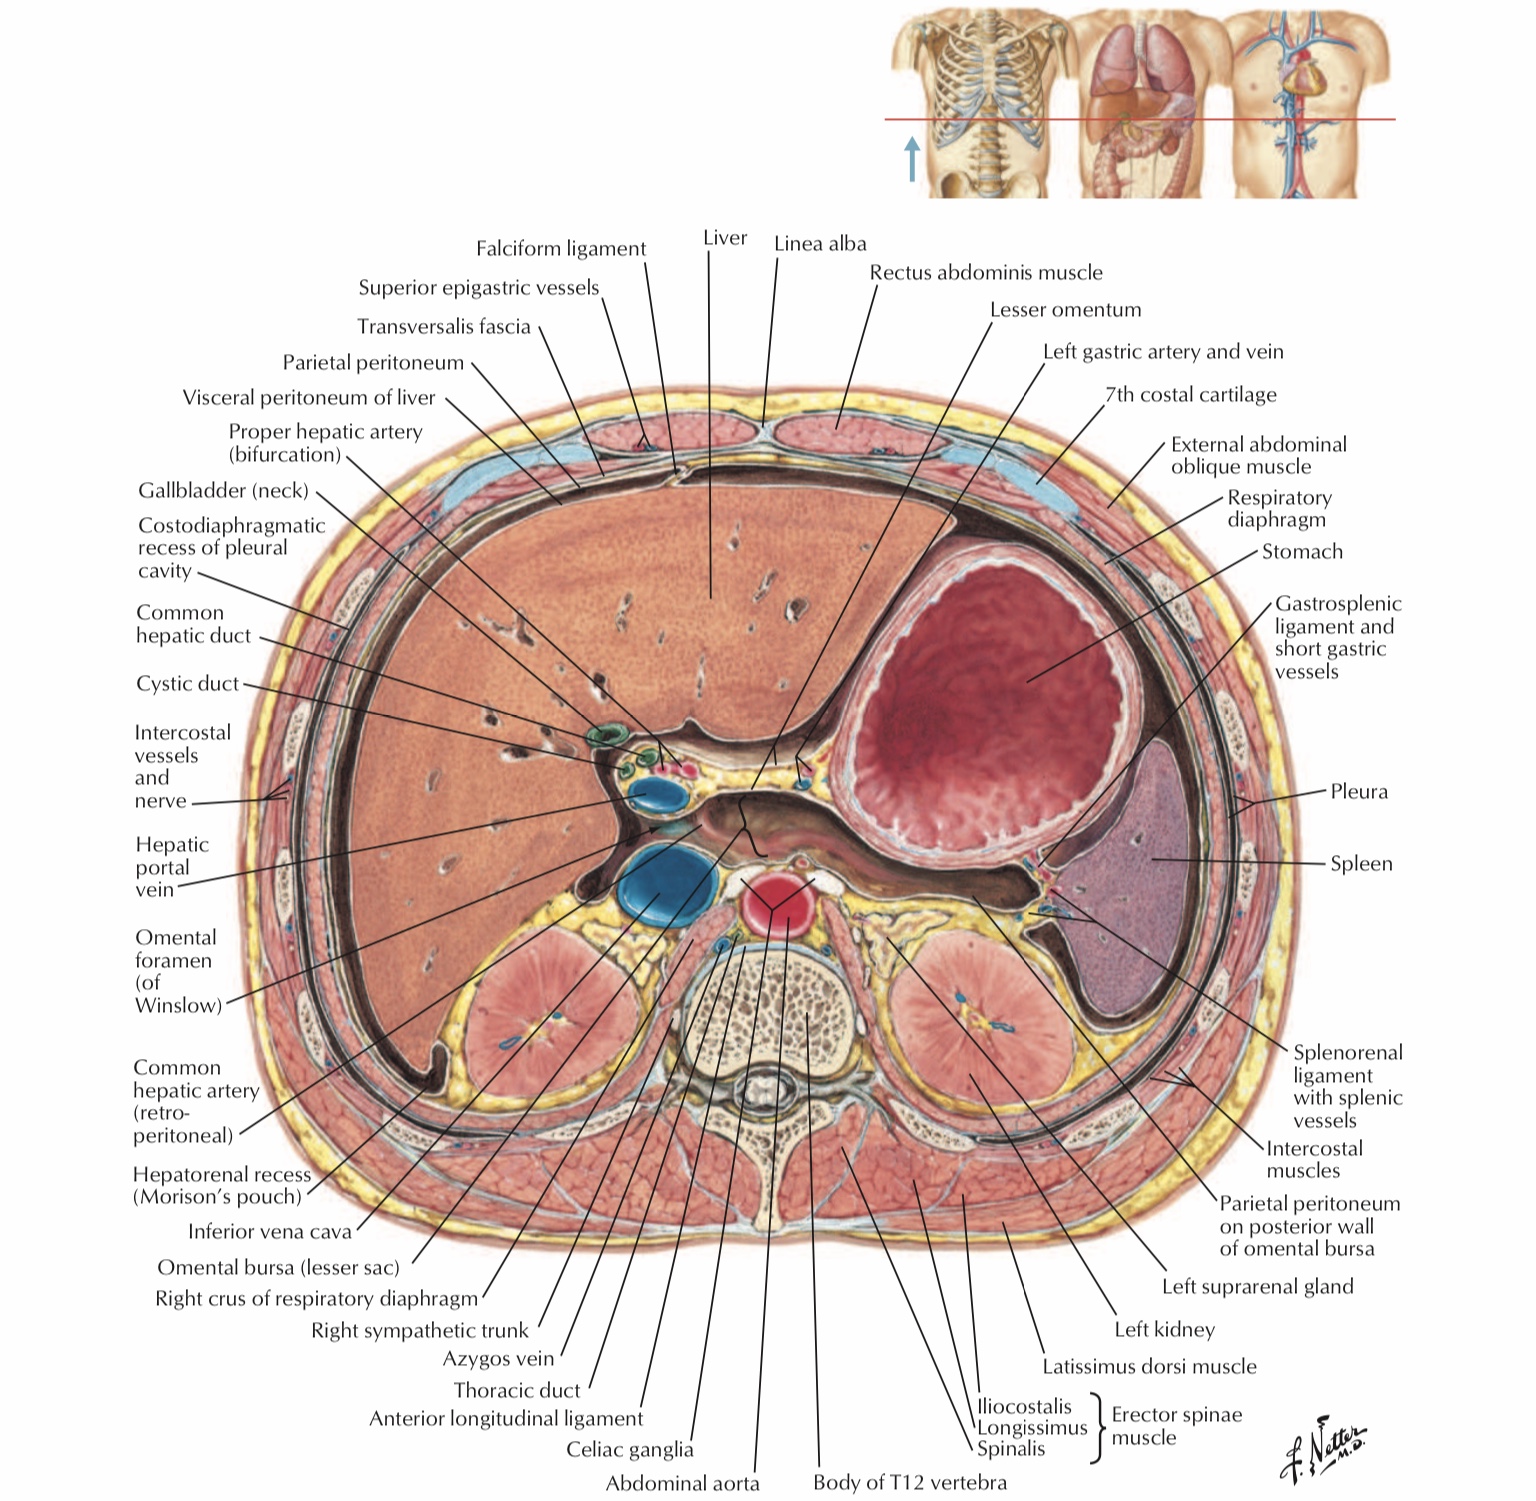 Falciform ligament
Liver
Linea alba
Superior epigastric vessels
Rectus abdominis muscle
Transversalis fascia
Lesser omentum
Parietal peritoneum
Left gastric artery and vein
Visceral peritoneum of liver
7th costal cartilage
Proper hepatic artery
(bifurcation)
External abdominal
oblique muscle
Gallbladder (neck)
Respiratory
diaphragm
Costodiaphragmatic
recess of pleural
cavity
Stomach
Common
hepatic duct
Gastrosplenic
ligament and
short gastric
vessels
Cystic duct
Intercostal
vessels
and
nerve
Pleura
Hepatic
portal
vein
Spleen
Omental
foramen
(of
Winslow)
Common
hepatic artery
(retro-
peritoneal)
Splenorenal
ligament
with splenic
vessels
Intercostal
muscles
Hepatorenal recess
(Morison's pouch)
Parietal peritoneum
on posterior wall
of omental bursa
Inferior vena cava
Omental bursa (lesser sac)
Left suprarenal gland
Right crus of respiratory diaphragm
Right sympathetic trunk
Left kidney
Azygos vein
Latissimus dorsi muscle
Thoracic duct
Iliocostalis
Longissimus
Spinalis
Erector spinae
muscle
Anterior longitudinal ligament
Celiac ganglia
Abdominal aorta
Body of T12 vertebra
F. Netter
M.D.